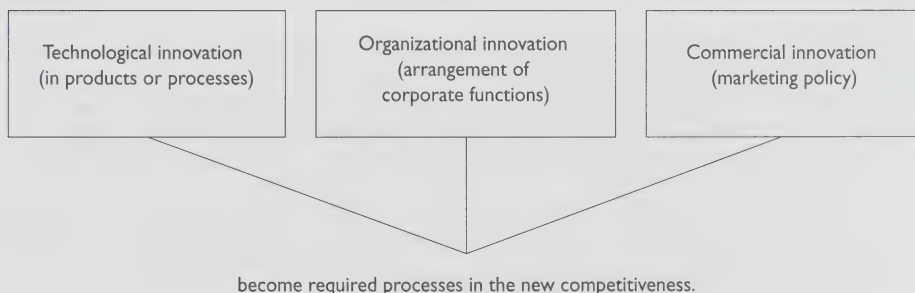 Technological innovation
(in products or processes)
Organizational innovation
(arrangement of
corporate functions)
Commercial innovation
(marketing policy)
become required processes in the new competitiveness.